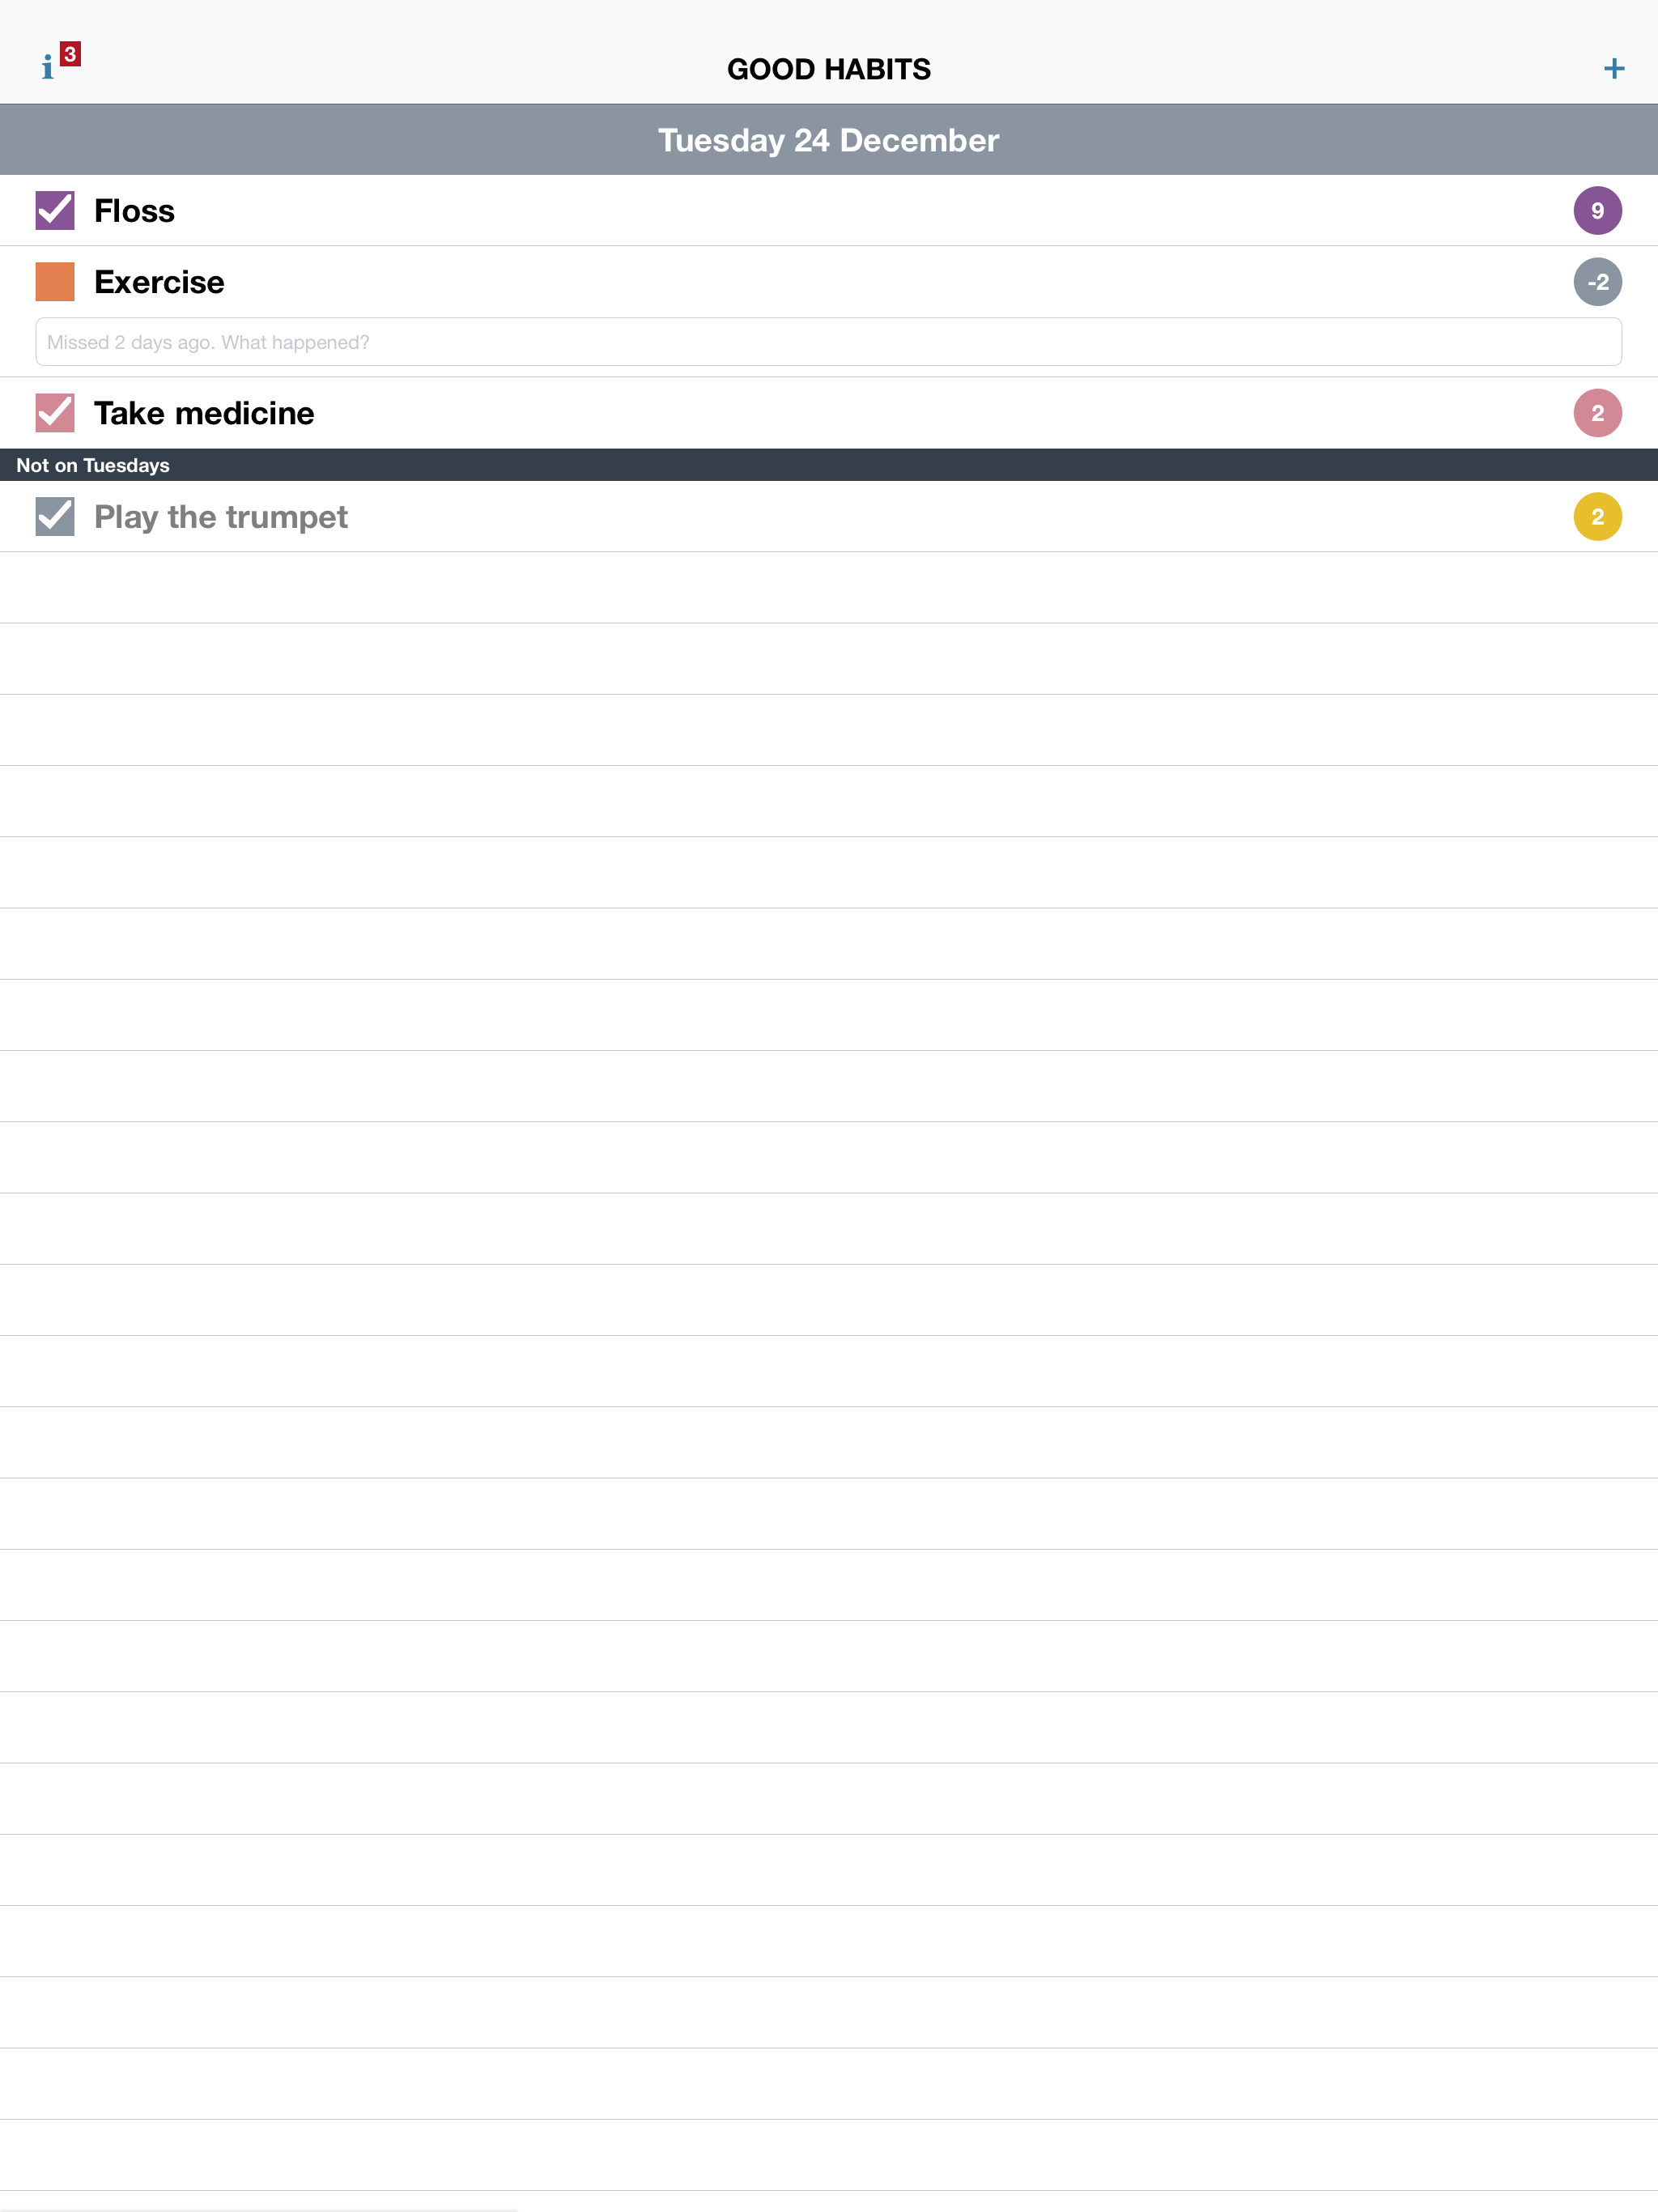 i 3
GOOD HABITS
+
Tuesday 24 December
Floss 9
Exercise -2
Missed 2 days ago. What happened?
Take medicine 2
Not on Tuesdays
Play the trumpet 2